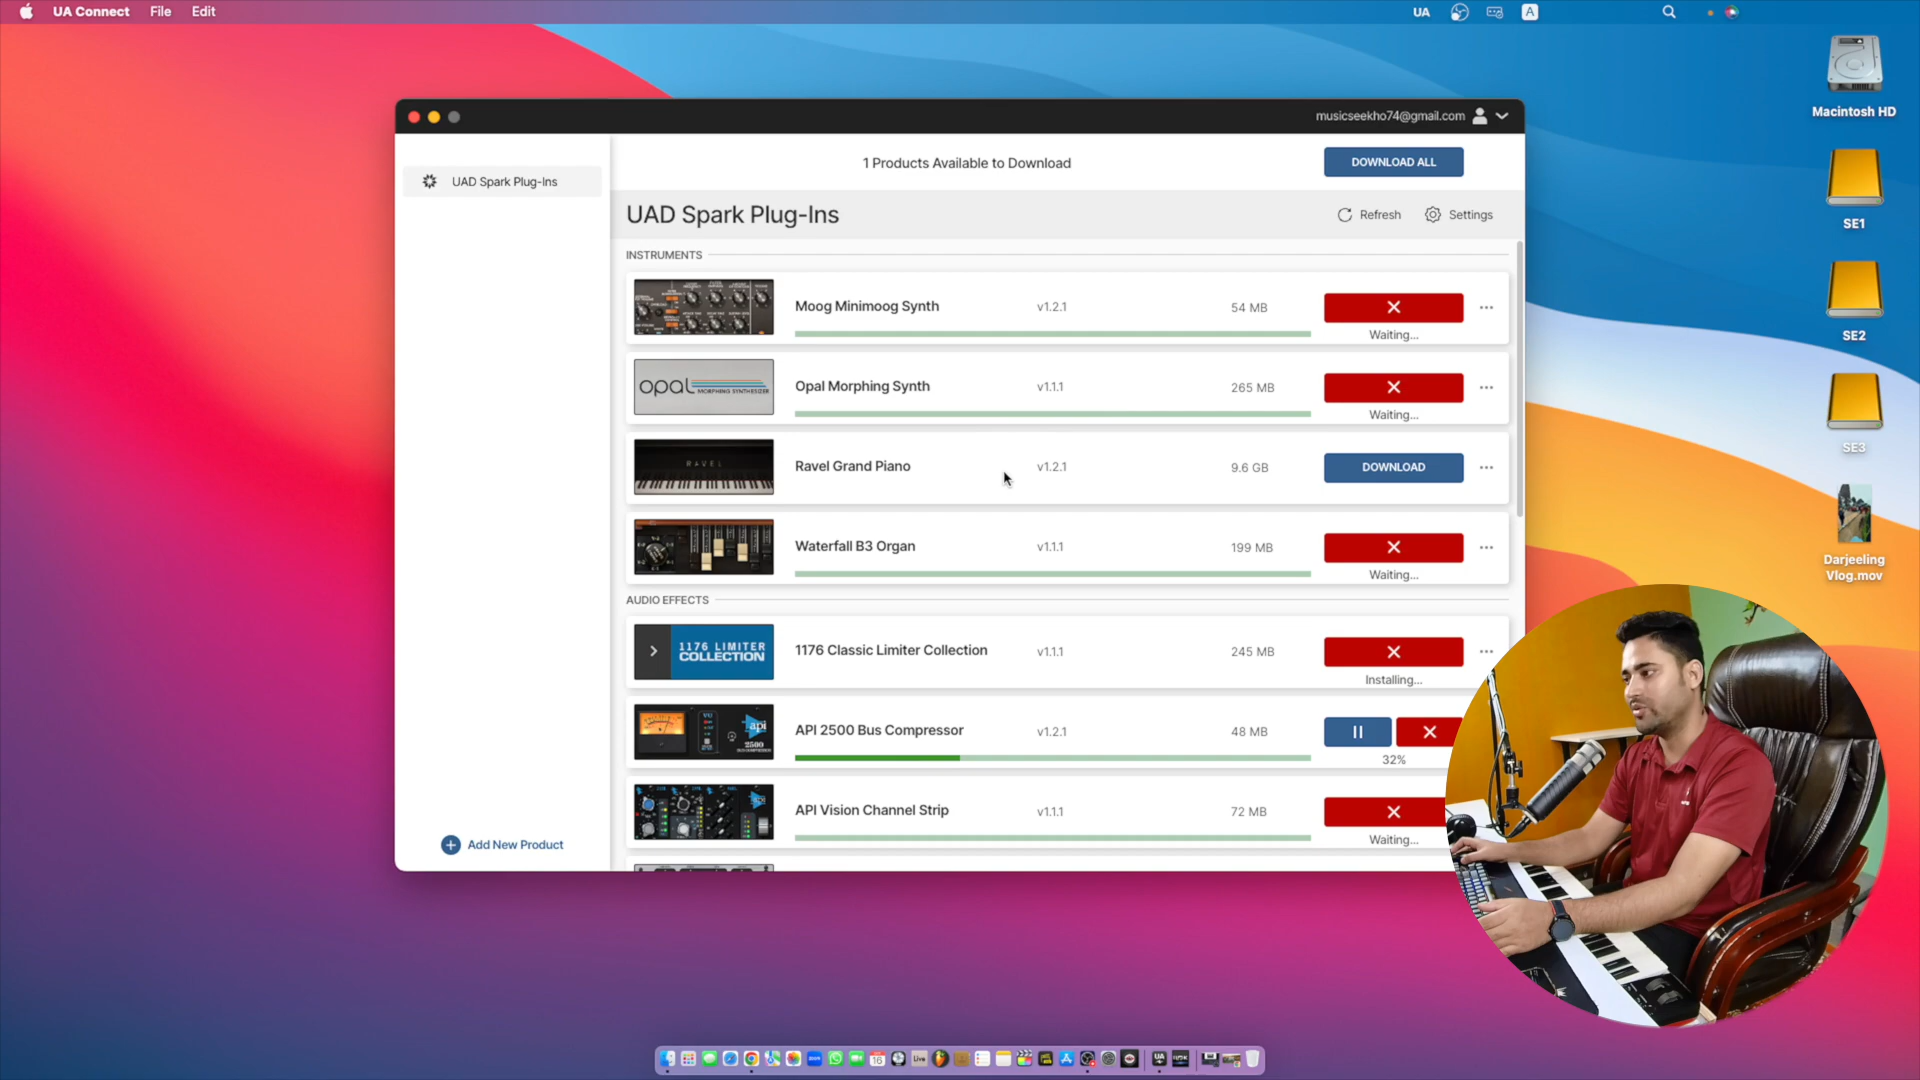 UA Connect File Edit UA A
musicseekho74@gmail.com
1 Products Available to Download DOWNLOAD ALL
UAD Spark Plug-Ins
UAD Spark Plug-Ins Refresh Settings
INSTRUMENTS
Moog Minimoog Synth v1.2.1 54 MB
Waiting...
opal MORPHING SYNTHESIZER Opal Morphing Synth v1.1.1 265 MB
Waiting...
RAVEL Ravel Grand Piano v1.2.1 9.6 GB DOWNLOAD
Waterfall B3 Organ v1.1.1 199 MB
Waiting...
AUDIO EFFECTS
1176 LIMITER
COLLECTION 1176 Classic Limiter Collection v1.1.1 245 MB
Installing...
api
2500 API 2500 Bus Compressor v1.2.1 48 MB
32%
API Vision Channel Strip v1.1.1 72 MB
Waiting...
Add New Product
Macintosh HD
SE1
SE2
SE3
Darjeeling
Vlog.mov